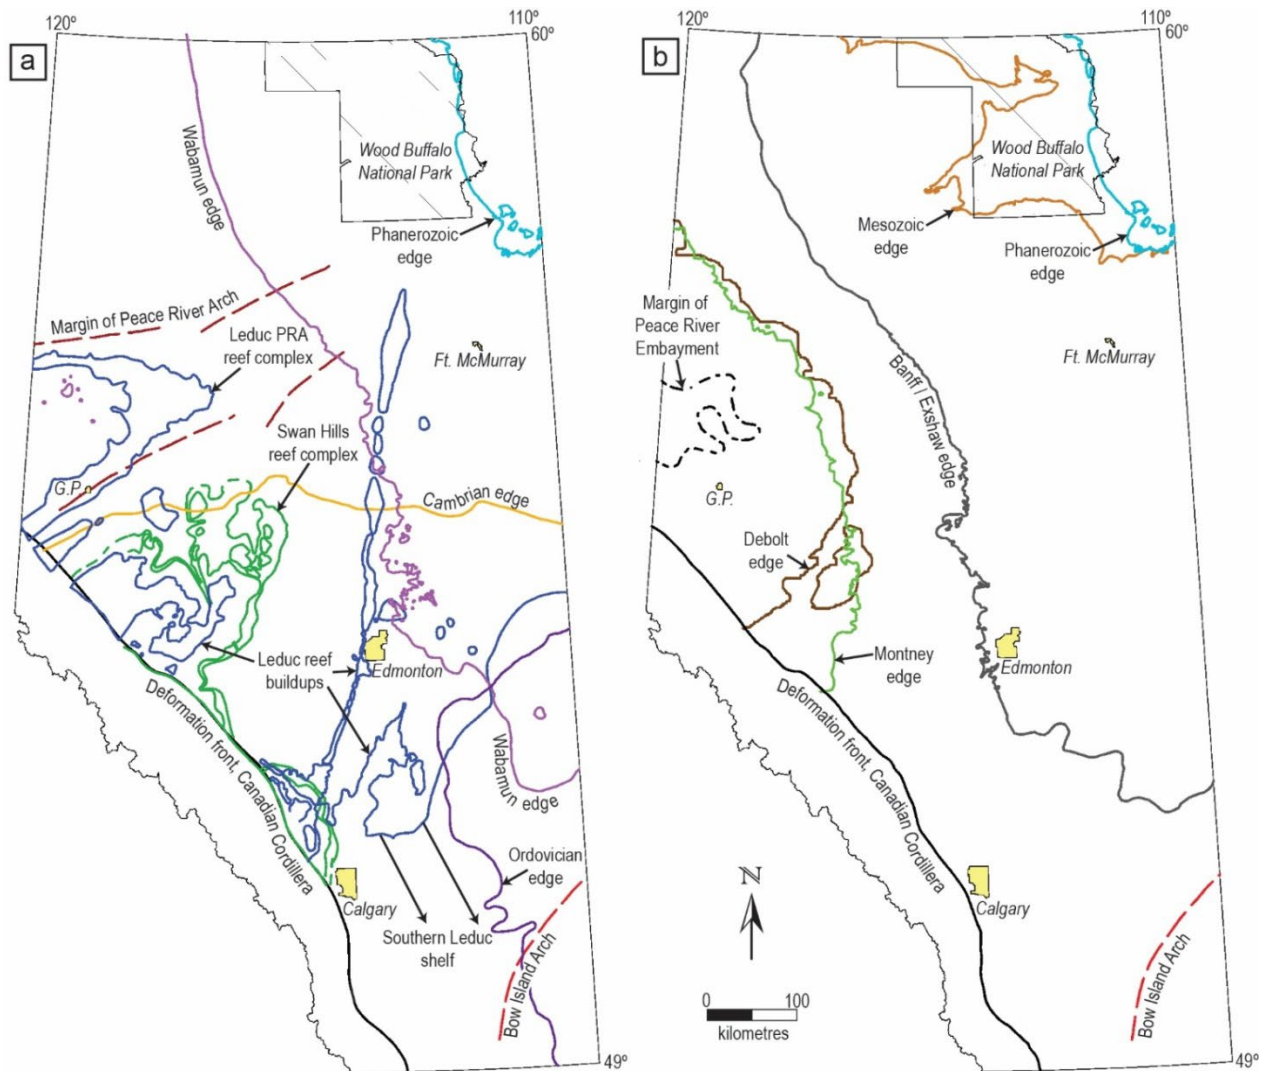 120°
110°
60°
a
Wabamun edge
Wood Buffalo
National Park
Phanerozoic
edge
Margin of Peace River Arch
Leduc PRA
reef complex
Ft. McMurray
Swan Hills
reef complex
G.P.
Cambrian edge
Leduc reef
buildups
Edmonton
Deformation front, Canadian Cordillera
Wabamun edge
Ordovician
edge
Calgary
Southern Leduc
shelf
Bow Island Arch
49°
120°
110°
60°
b
Wood Buffalo
National Park
Mesozoic
edge
Phanerozoic
edge
Margin of
Peace River
Embayment
Ft. McMurray
Banff / Exshaw edge
G.P.
Debolt
edge
Edmonton
Montney
edge
Deformation front, Canadian Cordillera
Calgary
N
0 100
kilometres
Bow Island Arch
49°